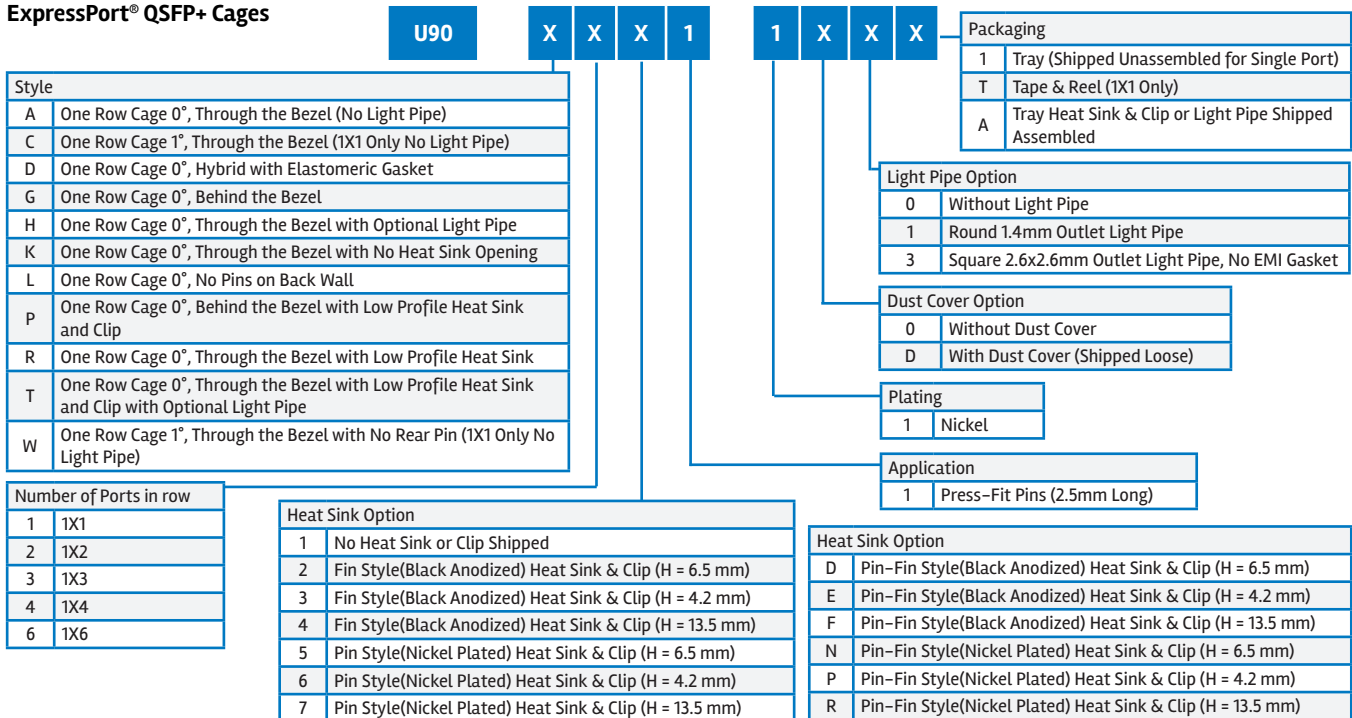 ExpressPort® QSFP+ Cages
U90 X X X 1 1 X X X
Packaging
1 Tray (Shipped Unassembled for Single Port)
T Tape & Reel (1X1 Only)
A Tray Heat Sink & Clip or Light Pipe Shipped
Assembled
Style
A One Row Cage 0°, Through the Bezel (No Light Pipe)
C One Row Cage 1°, Through the Bezel (1X1 Only No Light Pipe)
D One Row Cage 0°, Hybrid with Elastomeric Gasket
G One Row Cage 0°, Behind the Bezel
H One Row Cage 0°, Through the Bezel with Optional Light Pipe
K One Row Cage 0°, Through the Bezel with No Heat Sink Opening
L One Row Cage 0°, No Pins on Back Wall
P One Row Cage 0°, Behind the Bezel with Low Profile Heat Sink
and Clip
R One Row Cage 0°, Through the Bezel with Low Profile Heat Sink
T One Row Cage 0°, Through the Bezel with Low Profile Heat Sink
and Clip with Optional Light Pipe
W One Row Cage 1°, Through the Bezel with No Rear Pin (1X1 Only No
Light Pipe)
Light Pipe Option
0 Without Light Pipe
1 Round 1.4mm Outlet Light Pipe
3 Square 2.6x2.6mm Outlet Light Pipe, No EMI Gasket
Dust Cover Option
0 Without Dust Cover
D With Dust Cover (Shipped Loose)
Plating
1 Nickel
Application
1 Press-Fit Pins (2.5mm Long)
Number of Ports in row
1 1X1
2 1X2
3 1X3
4 1X4
6 1X6
Heat Sink Option
1 No Heat Sink or Clip Shipped
2 Fin Style(Black Anodized) Heat Sink & Clip (H = 6.5 mm)
3 Fin Style(Black Anodized) Heat Sink & Clip (H = 4.2 mm)
4 Fin Style(Black Anodized) Heat Sink & Clip (H = 13.5 mm)
5 Pin Style(Nickel Plated) Heat Sink & Clip (H = 6.5 mm)
6 Pin Style(Nickel Plated) Heat Sink & Clip (H = 4.2 mm)
7 Pin Style(Nickel Plated) Heat Sink & Clip (H = 13.5 mm)
Heat Sink Option
D Pin-Fin Style(Black Anodized) Heat Sink & Clip (H = 6.5 mm)
E Pin-Fin Style(Black Anodized) Heat Sink & Clip (H = 4.2 mm)
F Pin-Fin Style(Black Anodized) Heat Sink & Clip (H = 13.5 mm)
N Pin-Fin Style(Nickel Plated) Heat Sink & Clip (H = 6.5 mm)
P Pin-Fin Style(Nickel Plated) Heat Sink & Clip (H = 4.2 mm)
R Pin-Fin Style(Nickel Plated) Heat Sink & Clip (H = 13.5 mm)